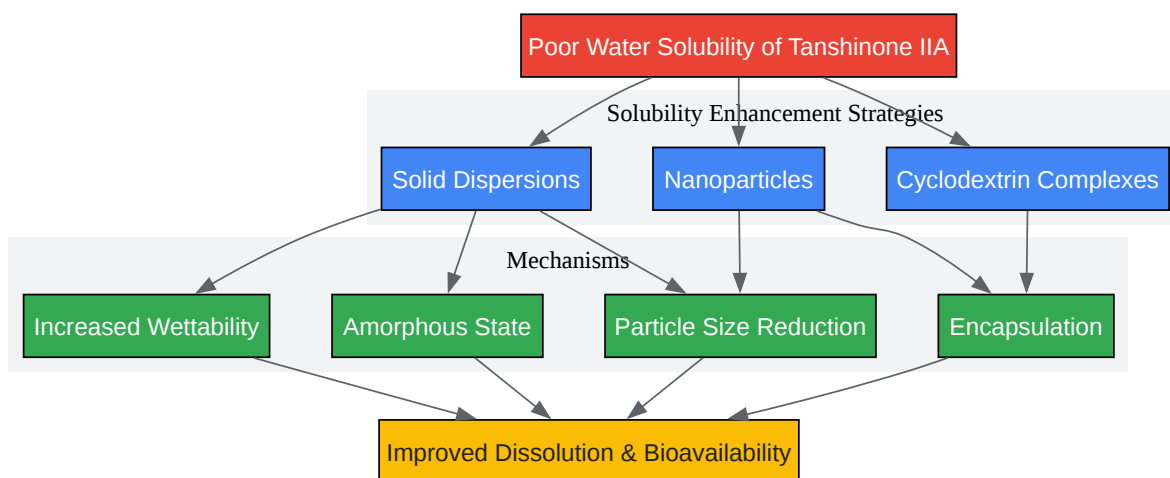 Poor Water Solubility of Tanshinone IIA
Solubility Enhancement Strategies
Solid Dispersions
Nanoparticles
Cyclodextrin Complexes
Mechanisms
Increased Wettability
Amorphous State
Particle Size Reduction
Encapsulation
Improved Dissolution & Bioavailability